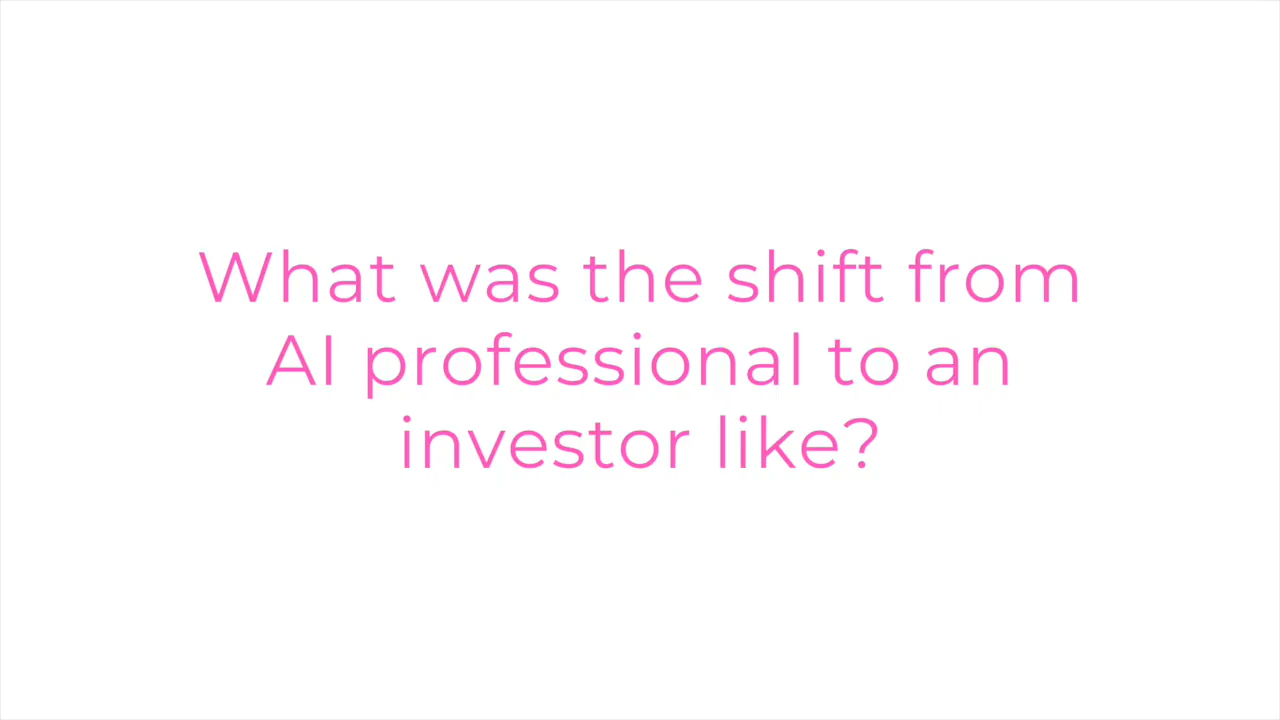 What was the shift from
AI professional to an
investor like?